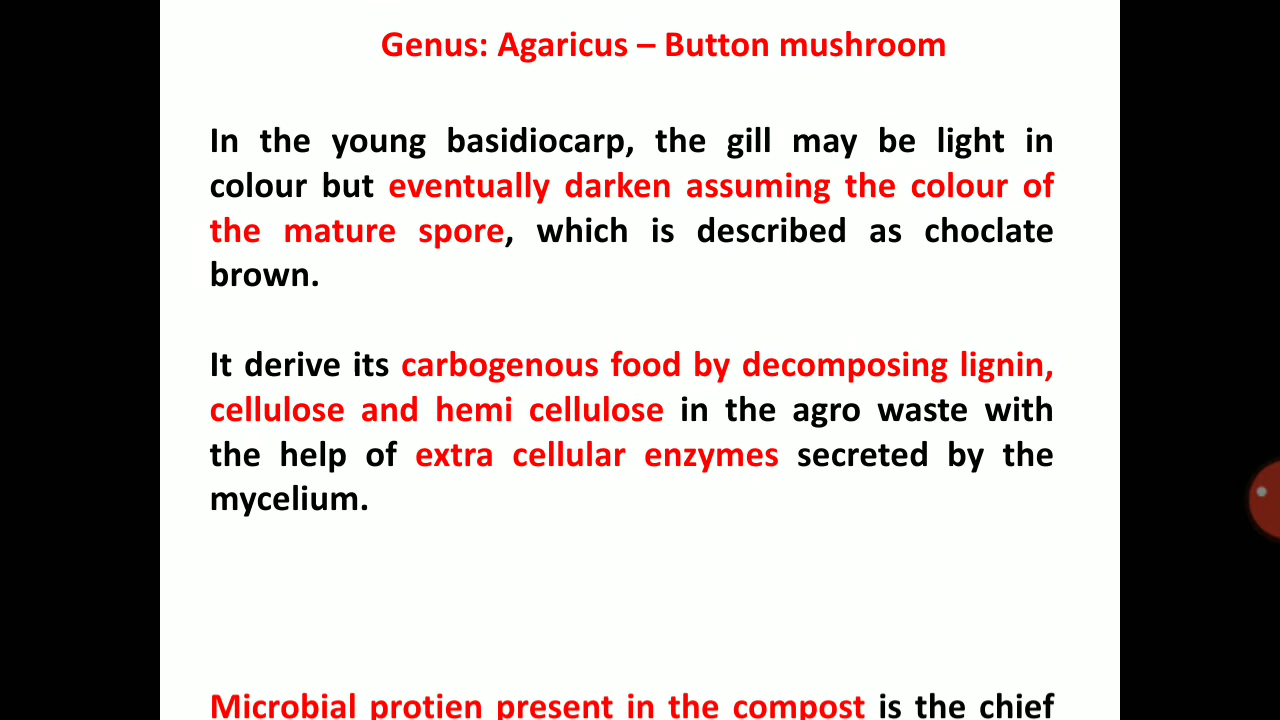 Genus: Agaricus – Button mushroom
In the young basidiocarp, the gill may be light in
colour but eventually darken assuming the colour of
the mature spore, which is described as choclate
brown.
It derive its carbogenous food by decomposing lignin,
cellulose and hemi cellulose in the agro waste with
the help of extra cellular enzymes secreted by the
mycelium.
Microbial protien present in the compost is the chief